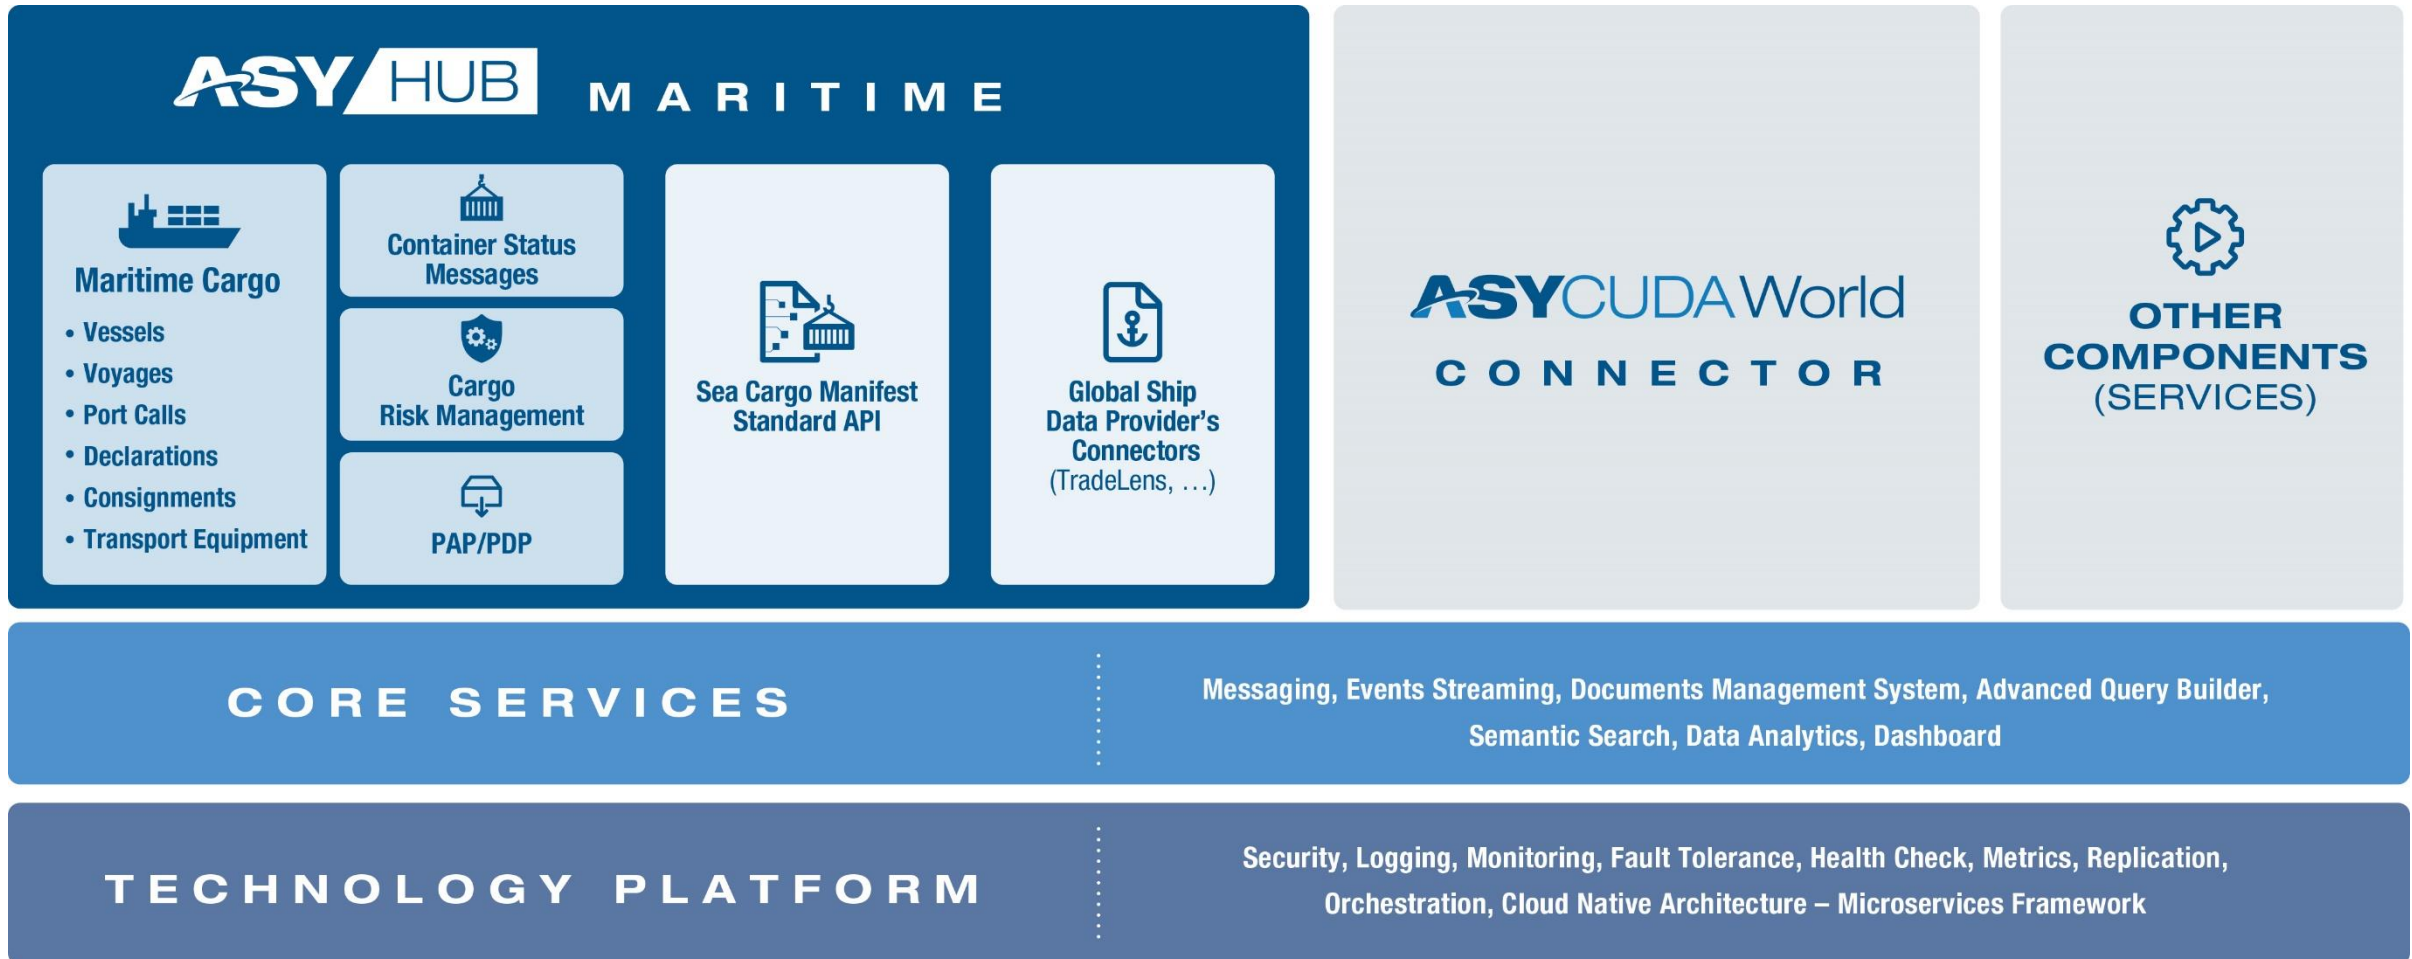 ASY HUB MARITIME
Maritime Cargo
• Vessels
• Voyages
• Port Calls
• Declarations
• Consignments
• Transport Equipment
Container Status
Messages
Cargo
Risk Management
PAP/PDP
Sea Cargo Manifest
Standard API
Global Ship
Data Provider’s
Connectors
(TradeLens, …)
ASYCUDA World
CONNECTOR
OTHER
COMPONENTS
(SERVICES)
CORE SERVICES
Messaging, Events Streaming, Documents Management System, Advanced Query Builder,
Semantic Search, Data Analytics, Dashboard
TECHNOLOGY PLATFORM
Security, Logging, Monitoring, Fault Tolerance, Health Check, Metrics, Replication,
Orchestration, Cloud Native Architecture – Microservices Framework